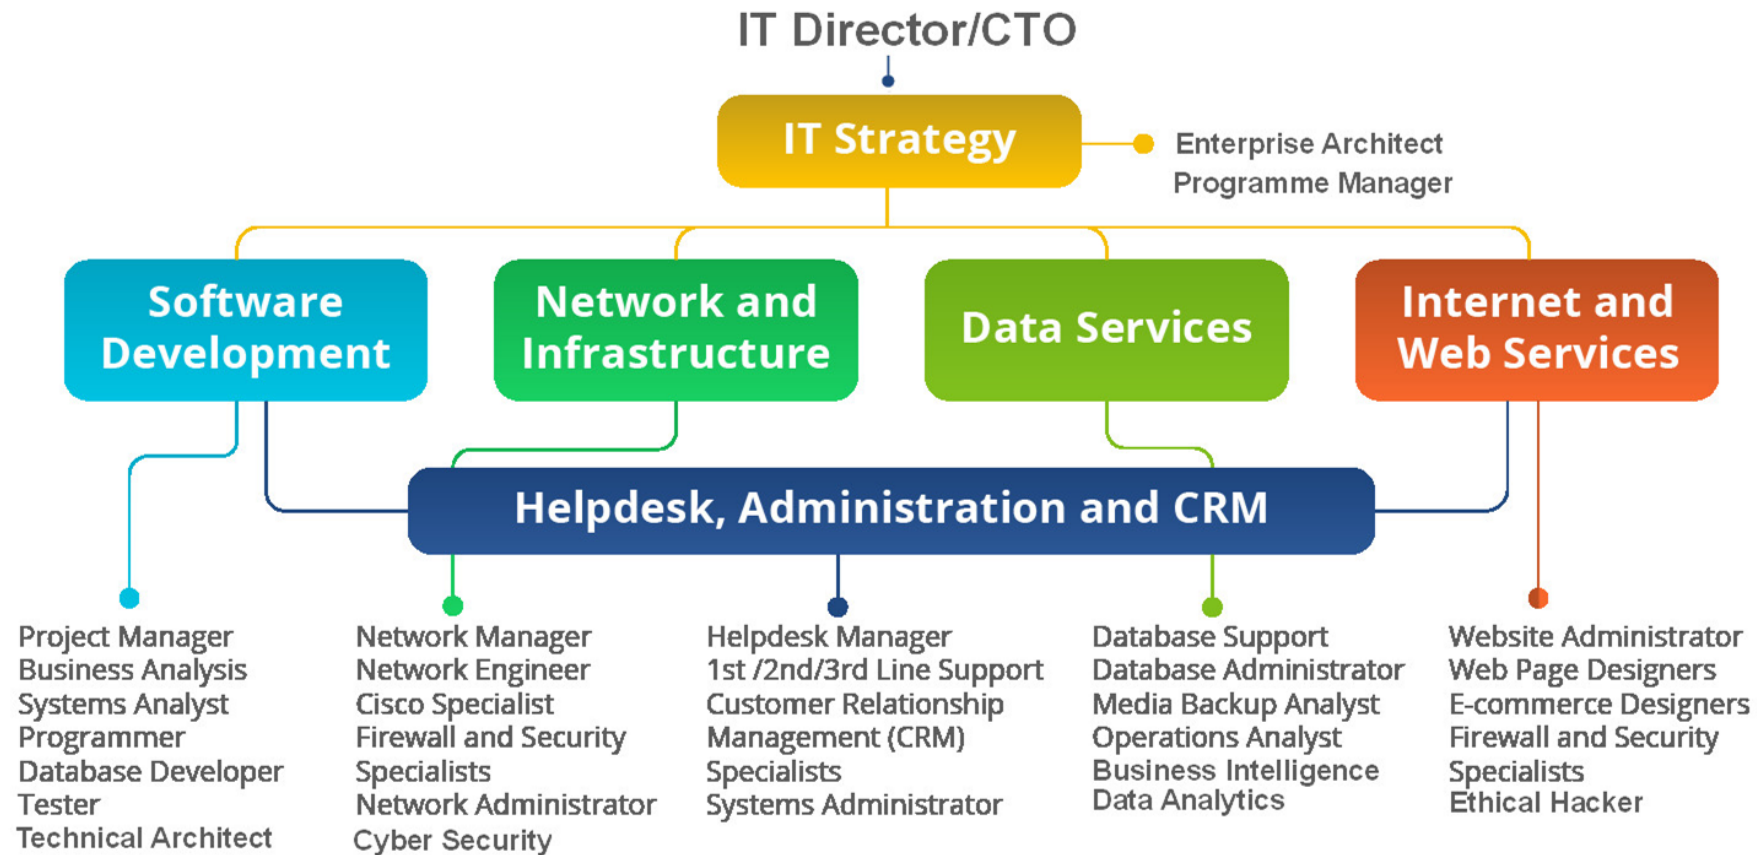 IT Director/CTO
IT Strategy
Enterprise Architect
Programme Manager
Software
Development
Network and
Infrastructure
Data Services
Internet and
Web Services
Helpdesk, Administration and CRM
Project Manager
Business Analysis
Systems Analyst
Programmer
Database Developer
Tester
Technical Architect
Network Manager
Network Engineer
Cisco Specialist
Firewall and Security
Specialists
Network Administrator
Cyber Security
Helpdesk Manager
1st /2nd/3rd Line Support
Customer Relationship
Management (CRM)
Specialists
Systems Administrator
Database Support
Database Administrator
Media Backup Analyst
Operations Analyst
Business Intelligence
Data Analytics
Website Administrator
Web Page Designers
E-commerce Designers
Firewall and Security
Specialists
Ethical Hacker